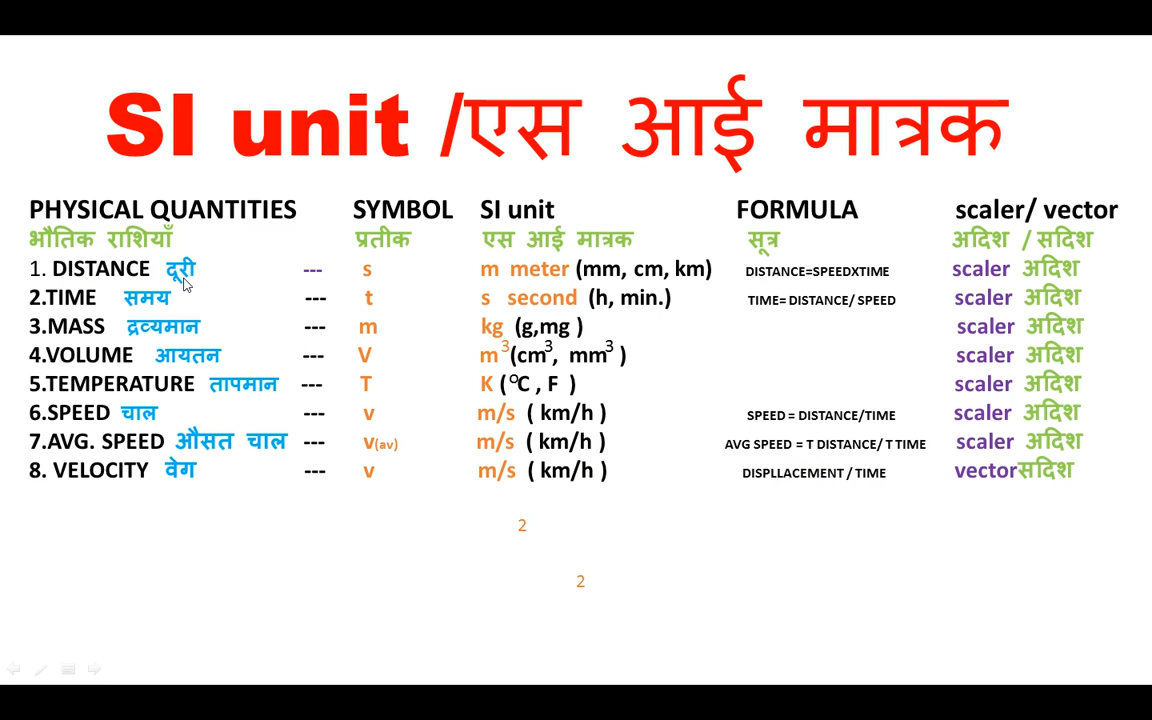 SI unit /एस आई मात्रक
PHYSICAL QUANTITIES SYMBOL SI unit FORMULA scaler/ vector
भौतिक राशियाँ प्रतीक एस आई मात्रक सूत्र अदिश / सदिश
1. DISTANCE दूरी --- s m meter (mm, cm, km) DISTANCE=SPEEDXTIME scaler अदिश
2.TIME समय --- t s second (h, min.) TIME= DISTANCE/ SPEED scaler अदिश
3.MASS द्रव्यमान --- m kg (g,mg ) scaler अदिश
4.VOLUME आयतन --- V m³ (cm³, mm³ ) scaler अदिश
5.TEMPERATURE तापमान --- T K ( °C , F ) scaler अदिश
6.SPEED चाल --- v m/s ( km/h ) SPEED = DISTANCE/TIME scaler अदिश
7.AVG. SPEED औसत चाल --- v(av) m/s ( km/h ) AVG SPEED = T DISTANCE/ T TIME scaler अदिश
8. VELOCITY वेग --- v m/s ( km/h ) DISPLLACEMENT / TIME vectorसदिश
2
2